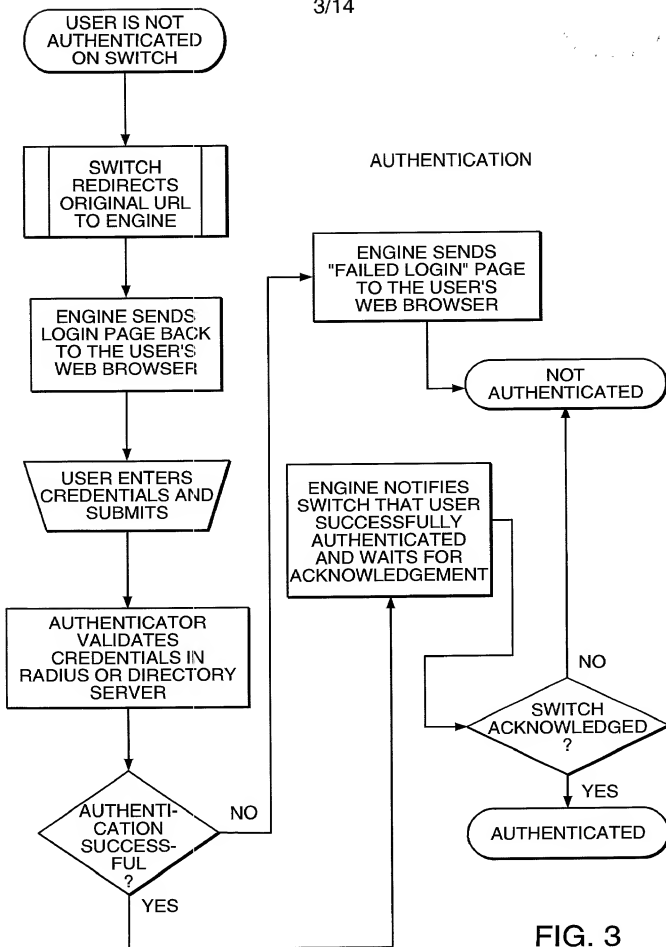 3/14
USER IS NOT
AUTHENTICATED
ON SWITCH
SWITCH
REDIRECTS
ORIGINAL URL
TO ENGINE
AUTHENTICATION
ENGINE SENDS
LOGIN PAGE BACK
TO THE USER'S
WEB BROWSER
ENGINE SENDS
"FAILED LOGIN" PAGE
TO THE USER'S
WEB BROWSER
NOT
AUTHENTICATED
USER ENTERS
CREDENTIALS AND
SUBMITS
ENGINE NOTIFIES
SWITCH THAT USER
SUCCESSFULLY
AUTHENTICATED
AND WAITS FOR
ACKNOWLEDGEMENT
AUTHENTICATOR
VALIDATES
CREDENTIALS IN
RADIUS OR DIRECTORY
SERVER
NO
SWITCH
ACKNOWLEDGED
?
YES
AUTHENTICATED
AUTHENTI-
CATION
SUCCESS-
FUL
?
NO
YES
FIG. 3